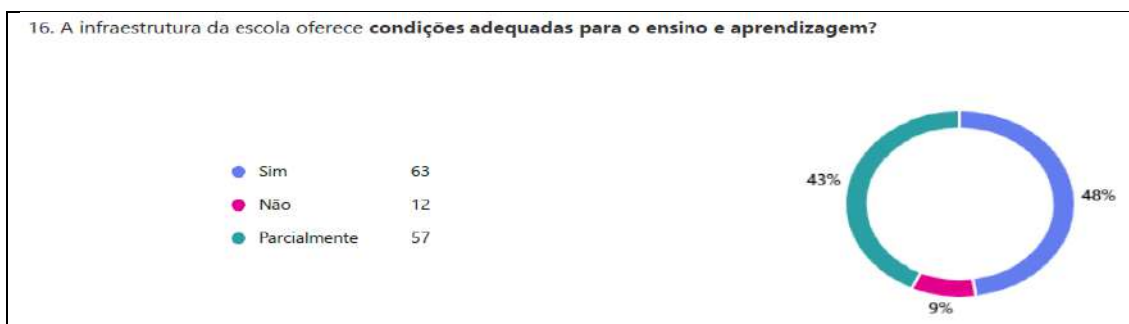 16. A infraestrutura da escola oferece condições adequadas para o ensino e aprendizagem?
Sim 63
Não 12
Parcialmente 57
43%
48%
9%